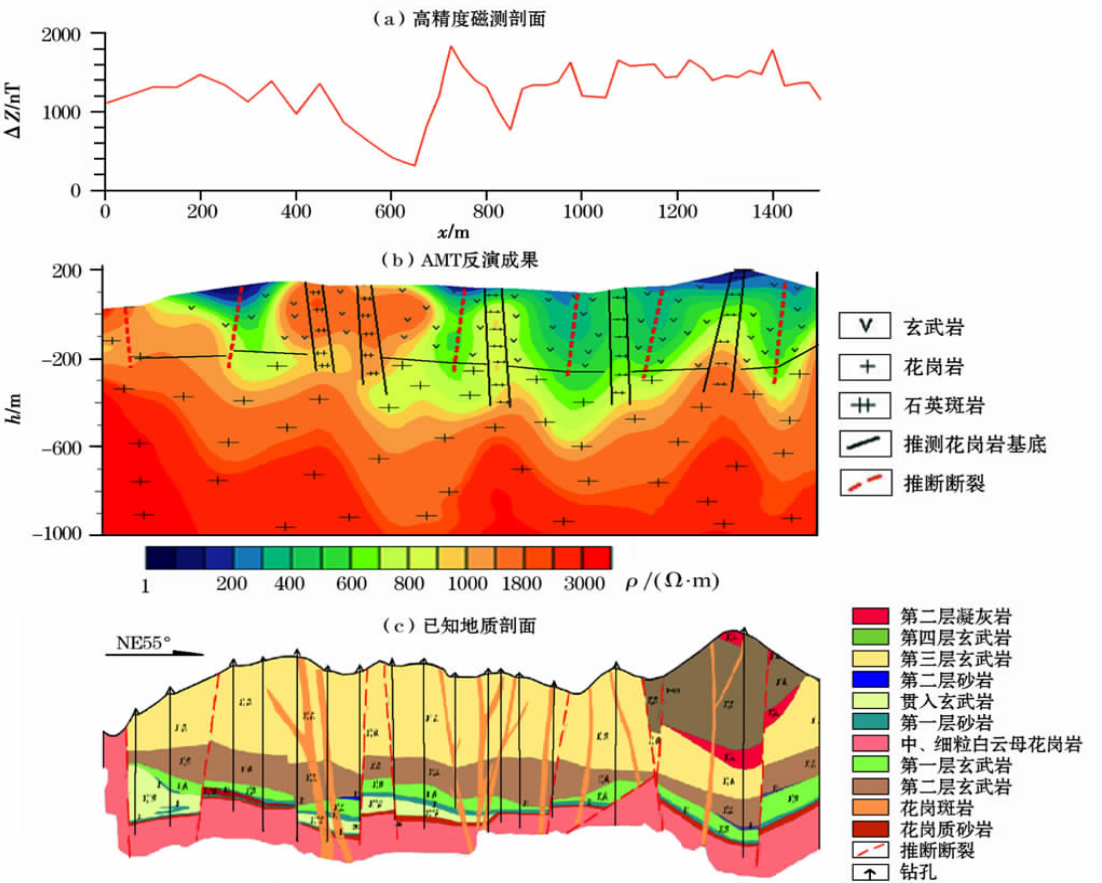 (a) 高精度磁测剖面
2000
1000
0
ΔZ/nT
0 200 400 600 800 1000 1200 1400
x/m
(b) AMT反演成果
200
−200
−600
−1000
h/m
玄武岩
花岗岩
石英斑岩
推测花岗岩基底
推断断裂
1 200 400 600 800 1000 1800 3000 ρ/(Ω·m)
(c) 已知地质剖面
NE55°
第二层凝灰岩
第四层玄武岩
第三层玄武岩
第二层砂岩
贯入玄武岩
第一层砂岩
中、细粒白云母花岗岩
第一层玄武岩
第二层玄武岩
花岗斑岩
花岗质砂岩
推断断裂
钻孔